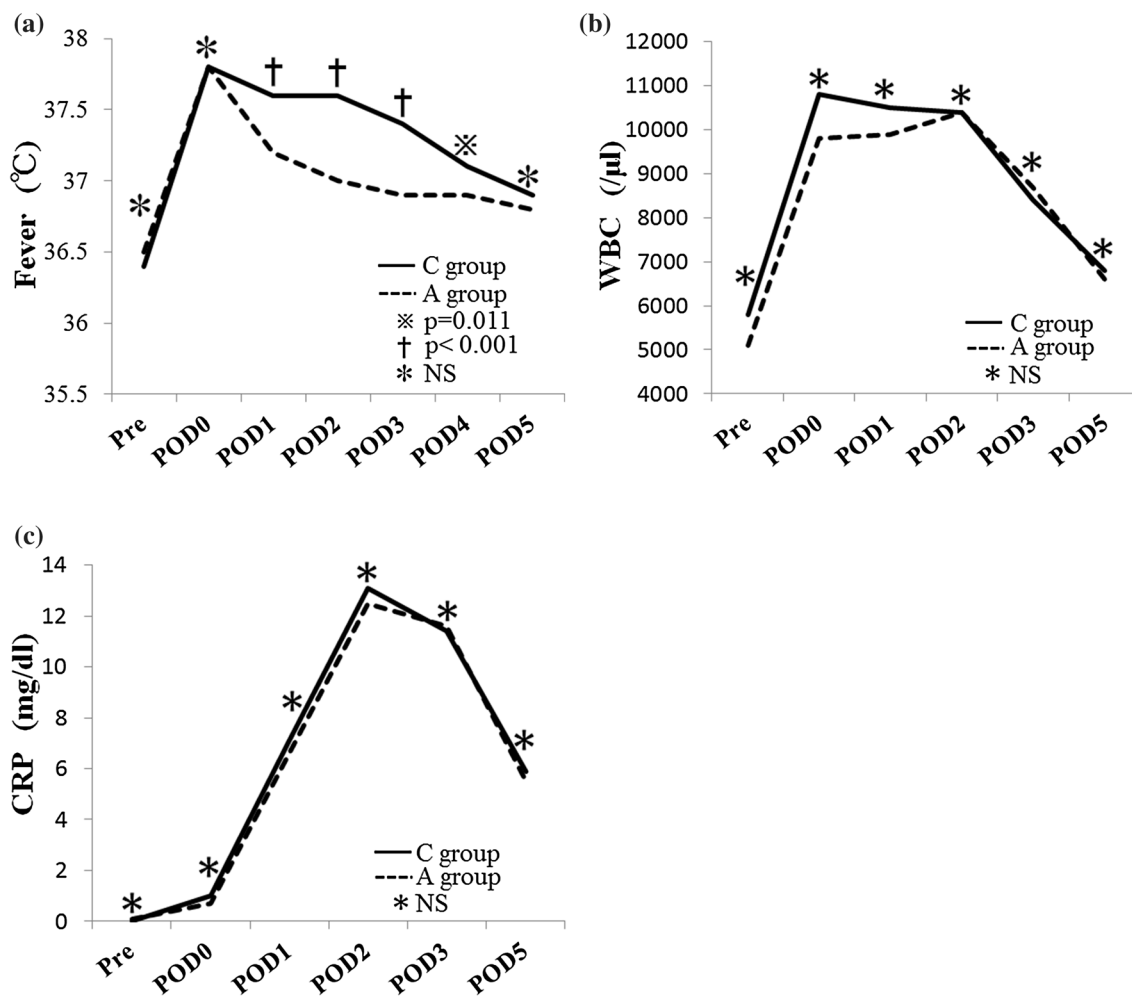 (a)
38
37.5
37
36.5
36
35.5
Fever (℃)
* † † † ※ * *
C group
A group
※ p=0.011
† p< 0.001
* NS
Pre POD0 POD1 POD2 POD3 POD4 POD5
(b)
12000
11000
10000
9000
8000
7000
6000
5000
4000
WBC (/µl)
* * * * * *
C group
A group
* NS
Pre POD0 POD1 POD2 POD3 POD5
(c)
14
12
10
8
6
4
2
0
CRP (mg/dl)
* * * * * *
C group
A group
* NS
Pre POD0 POD1 POD2 POD3 POD5